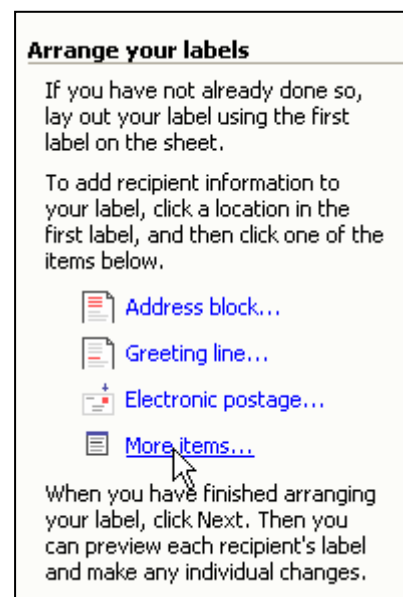 Arrange your labels
If you have not already done so,
lay out your label using the first
label on the sheet.
To add recipient information to
your label, click a location in the
first label, and then click one of the
items below.
Address block...
Greeting line...
Electronic postage...
More items...
When you have finished arranging
your label, click Next. Then you
can preview each recipient's label
and make any individual changes.